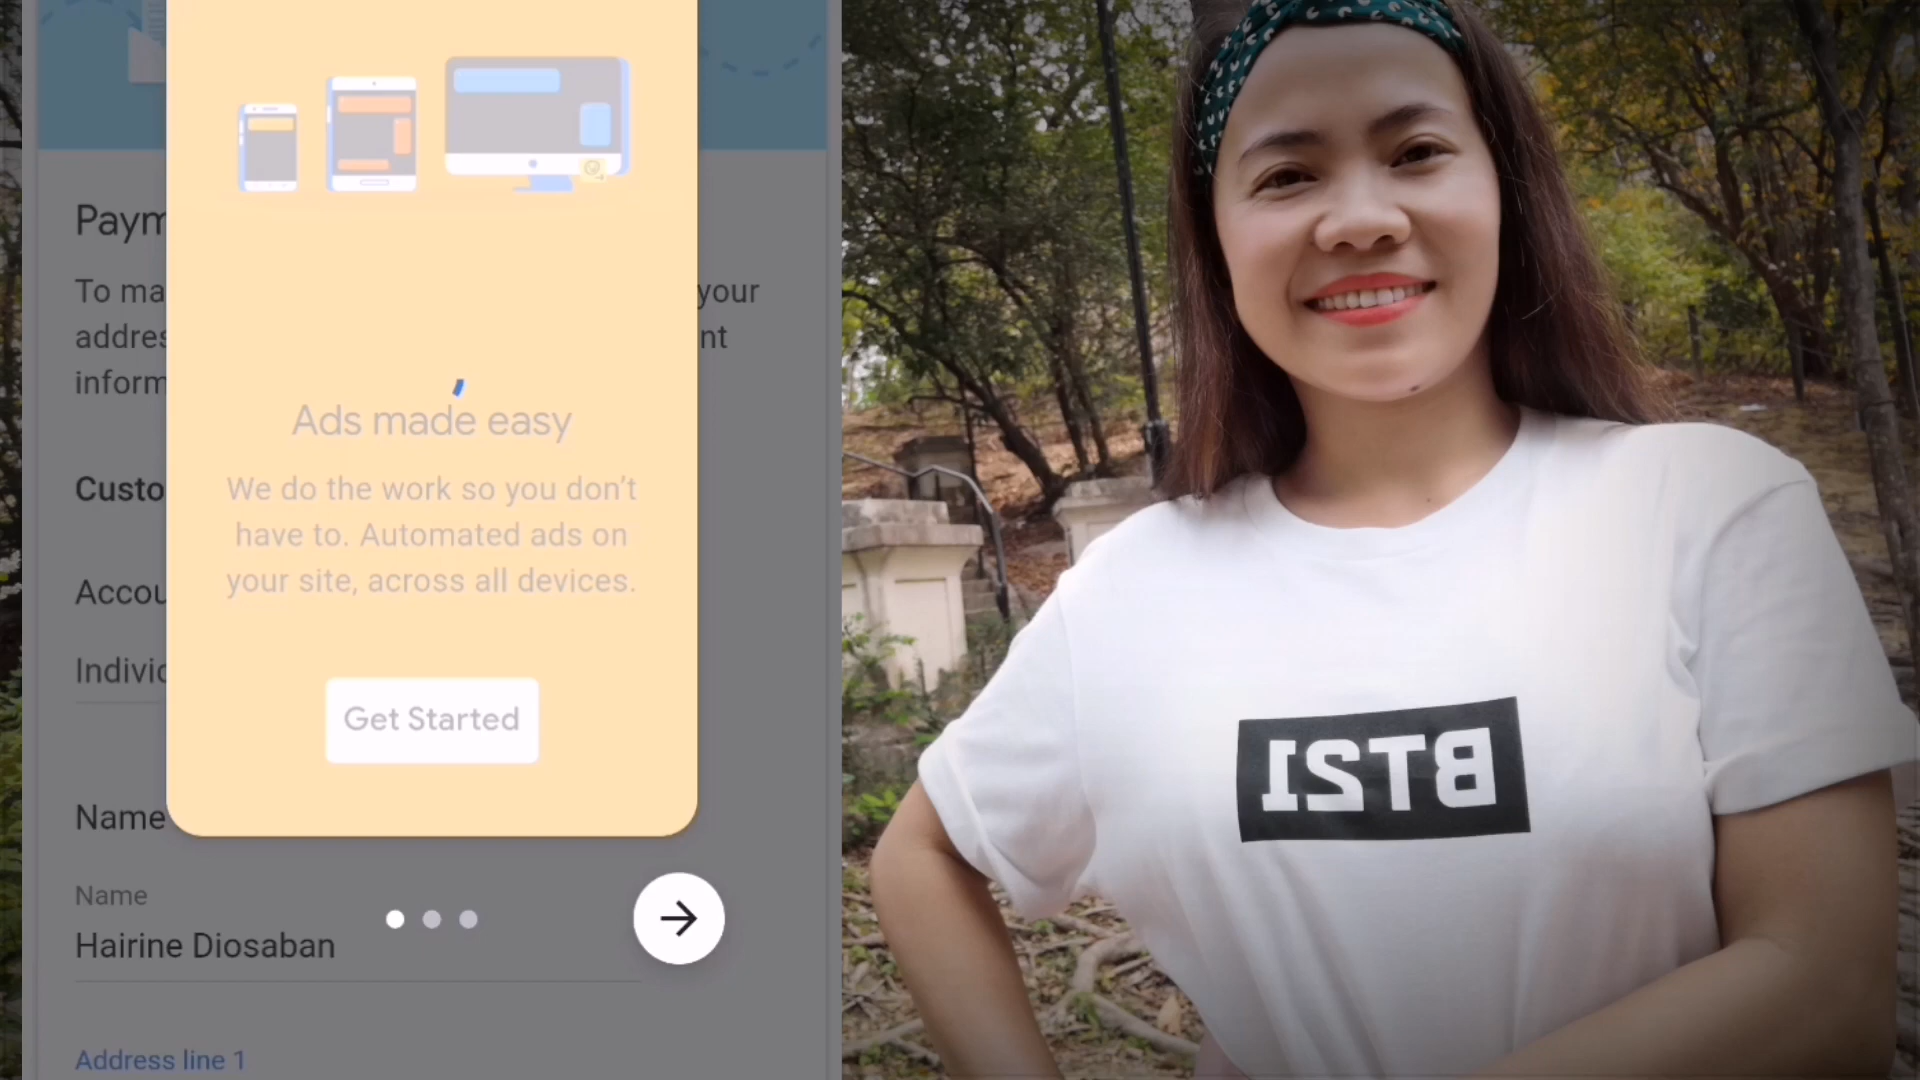 Paym
To ma
your
addres
nt
inform
Ads made easy
Custo
We do the work so you don't
have to. Automated ads on
your site, across all devices.
Accou
Indivic
Get Started
Name
Name
Hairine Diosaban
Address line 1
BT21